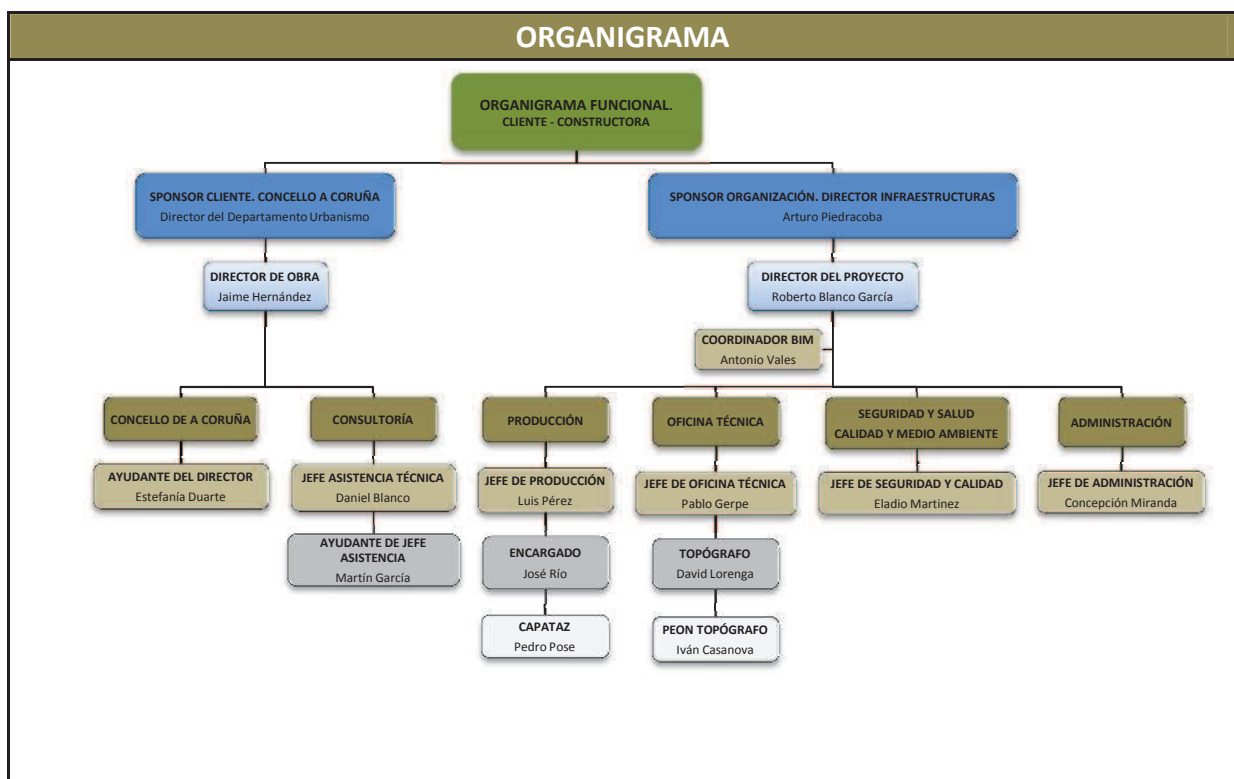 ORGANIGRAMA
ORGANIGRAMA FUNCIONAL.
CLIENTE - CONSTRUCTORA
SPONSOR CLIENTE. CONCELLO A CORUÑA
Director del Departamento Urbanismo
SPONSOR ORGANIZACIÓN. DIRECTOR INFRAESTRUCTURAS
Arturo Piedracoba
DIRECTOR DE OBRA
Jaime Hernández
DIRECTOR DEL PROYECTO
Roberto Blanco García
COORDINADOR BIM
Antonio Vales
CONCELLO DE A CORUÑA
CONSULTORÍA
PRODUCCIÓN
OFICINA TÉCNICA
SEGURIDAD Y SALUD
CALIDAD Y MEDIO AMBIENTE
ADMINISTRACIÓN
AYUDANTE DEL DIRECTOR
Estefanía Duarte
JEFE ASISTENCIA TÉCNICA
Daniel Blanco
JEFE DE PRODUCCIÓN
Luis Pérez
JEFE DE OFICINA TÉCNICA
Pablo Gerpe
JEFE DE SEGURIDAD Y CALIDAD
Eladio Martinez
JEFE DE ADMINISTRACIÓN
Concepción Miranda
AYUDANTE DE JEFE
ASISTENCIA
Martín García
ENCARGADO
José Río
TOPÓGRAFO
David Lorenga
CAPATAZ
Pedro Pose
PEON TOPÓGRAFO
Iván Casanova